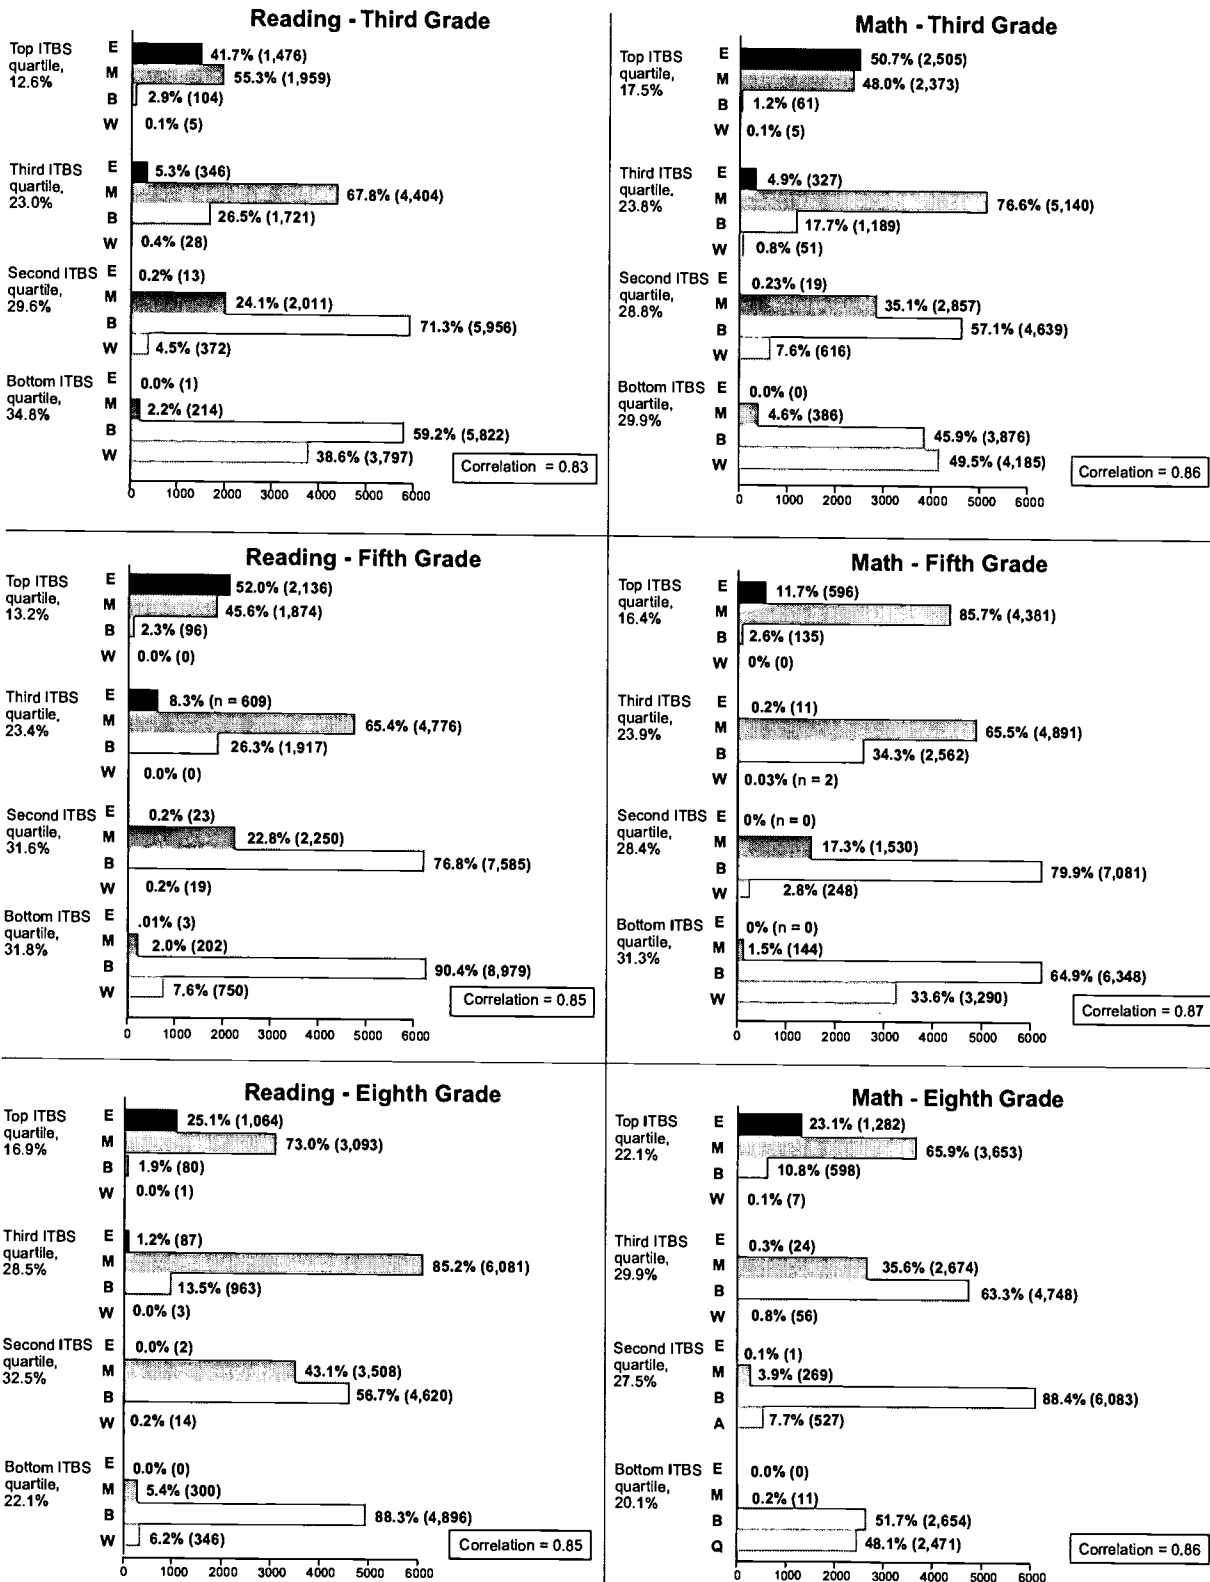 Reading - Third Grade
Top ITBS
quartile,
12.6%
E 41.7% (1,476)
M 55.3% (1,959)
B 2.9% (104)
W 0.1% (5)
Third ITBS
quartile,
23.0%
E 5.3% (346)
M 67.8% (4,404)
B 26.5% (1,721)
W 0.4% (28)
Second ITBS
quartile,
29.6%
E 0.2% (13)
M 24.1% (2,011)
B 71.3% (5,956)
W 4.5% (372)
Bottom ITBS
quartile,
34.8%
E 0.0% (1)
M 2.2% (214)
B 59.2% (5,822)
W 38.6% (3,797)
Correlation = 0.83
0 1000 2000 3000 4000 5000 6000
Math - Third Grade
Top ITBS
quartile
17.5%
E 50.7% (2,505)
M 48.0% (2,373)
B 1.2% (61)
W 0.1% (5)
Third ITBS
quartile,
23.8%
E 4.9% (327)
M 76.6% (5,140)
B 17.7% (1,189)
W 0.8% (51)
Second ITBS
quartile,
28.8%
E 0.23% (19)
M 35.1% (2,857)
B 57.1% (4,639)
W 7.6% (616)
Bottom ITBS
quartile,
29.9%
E 0.0% (0)
M 4.6% (386)
B 45.9% (3,876)
W 49.5% (4,185)
Correlation = 0.86
0 1000 2000 3000 4000 5000 6000
Reading - Fifth Grade
Top ITBS
quartile,
13.2%
E 52.0% (2,136)
M 45.6% (1,874)
B 2.3% (96)
W 0.0% (0)
Third ITBS
quartile,
23.4%
E 8.3% (n = 609)
M 65.4% (4,776)
B 26.3% (1,917)
W 0.0% (0)
Second ITBS
quartile,
31.6%
E 0.2% (23)
M 22.8% (2,250)
B 76.8% (7,585)
W 0.2% (19)
Bottom ITBS
quartile,
31.8%
E .01% (3)
M 2.0% (202)
B 90.4% (8,979)
W 7.6% (750)
Correlation = 0.85
0 1000 2000 3000 4000 5000 6000
Math - Fifth Grade
Top ITBS
quartile,
16.4%
E 11.7% (596)
M 85.7% (4,381)
B 2.6% (135)
W 0% (0)
Third ITBS
quartile,
23.9%
E 0.2% (11)
M 65.5% (4,891)
B 34.3% (2,562)
W 0.03% (n = 2)
Second ITBS
quartile,
28.4%
E 0% (n = 0)
M 17.3% (1,530)
B 79.9% (7,081)
W 2.8% (248)
Bottom ITBS
quartile,
31.3%
E 0% (n = 0)
M 1.5% (144)
B 64.9% (6,348)
W 33.6% (3,290)
Correlation = 0.87
0 1000 2000 3000 4000 5000 6000
Reading - Eighth Grade
Top ITBS
quartile,
16.9%
E 25.1% (1,064)
M 73.0% (3,093)
B 1.9% (80)
W 0.0% (1)
Third ITBS
quartile,
28.5%
E 1.2% (87)
M 85.2% (6,081)
B 13.5% (963)
W 0.0% (3)
Second ITBS
quartile,
32.5%
E 0.0% (2)
M 43.1% (3,508)
B 56.7% (4,620)
W 0.2% (14)
Bottom ITBS
quartile,
22.1%
E 0.0% (0)
M 5.4% (300)
B 88.3% (4,896)
W 6.2% (346)
Correlation = 0.85
0 1000 2000 3000 4000 5000 6000
Math - Eighth Grade
Top ITBS
quartile,
22.1%
E 23.1% (1,282)
M 65.9% (3,653)
B 10.8% (598)
W 0.1% (7)
Third ITBS
quartile,
29.9%
E 0.3% (24)
M 35.6% (2,674)
B 63.3% (4,748)
W 0.8% (56)
Second ITBS
quartile,
27.5%
E 0.1% (1)
M 3.9% (269)
B 88.4% (6,083)
A 7.7% (527)
Bottom ITBS
quartile,
20.1%
E 0.0% (0)
M 0.2% (11)
B 51.7% (2,654)
Q 48.1% (2,471)
Correlation = 0.86
0 1000 2000 3000 4000 5000 6000